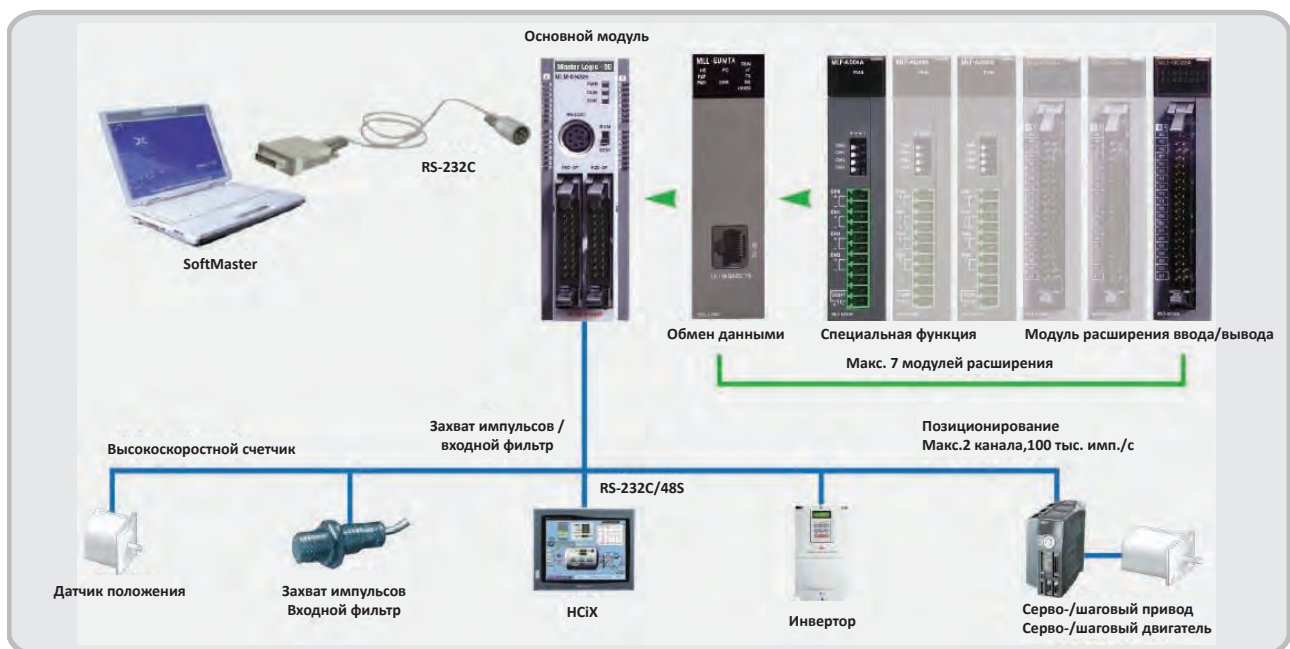 Основной модуль
RS-232C
SoftMaster
Обмен данными
Специальная функция
Модуль расширения ввода/вывода
Макс. 7 модулей расширения
Захват импульсов /
входной фильтр
Высокоскоростной счетчик
Позиционирование
Макс.2 канала,100 тыс. имп./с
RS-232C/48S
Датчик положения
Захват импульсов
Входной фильтр
HCiX
Инвертор
Серво-/шаговый привод
Серво-/шаговый двигатель